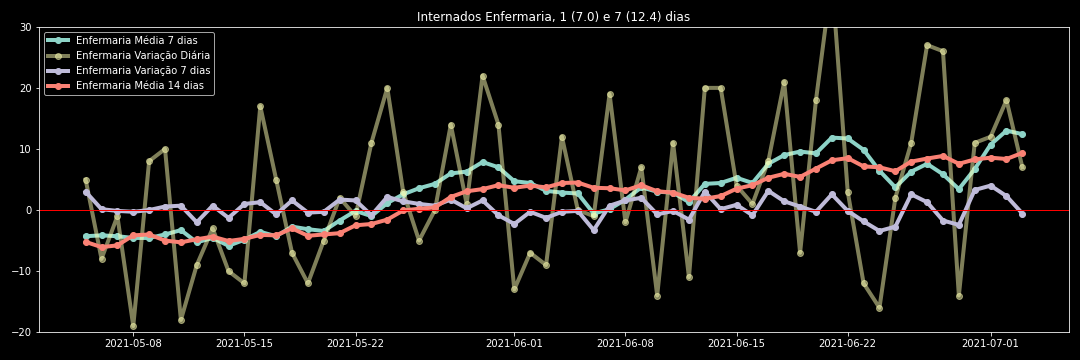 Internados Enfermaria, 1 (7.0) e 7 (12.4) dias
Enfermaria Média 7 dias
Enfermaria Variação Diária
Enfermaria Variação 7 dias
Enfermaria Média 14 dias
30
20
10
0
−10
−20
2021-05-08
2021-05-15
2021-05-22
2021-06-01
2021-06-08
2021-06-15
2021-06-22
2021-07-01